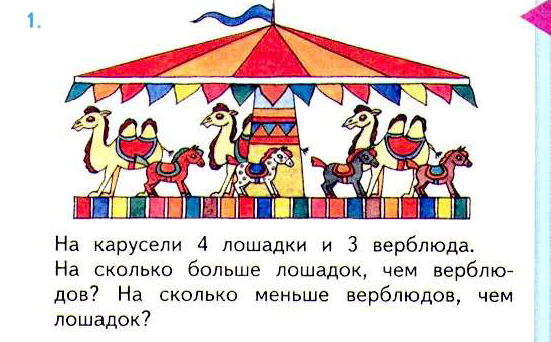 1.
На карусели 4 лошадки и 3 верблюда.
На сколько больше лошадок, чем верблю-
дов? На сколько меньше верблюдов, чем
лошадок?